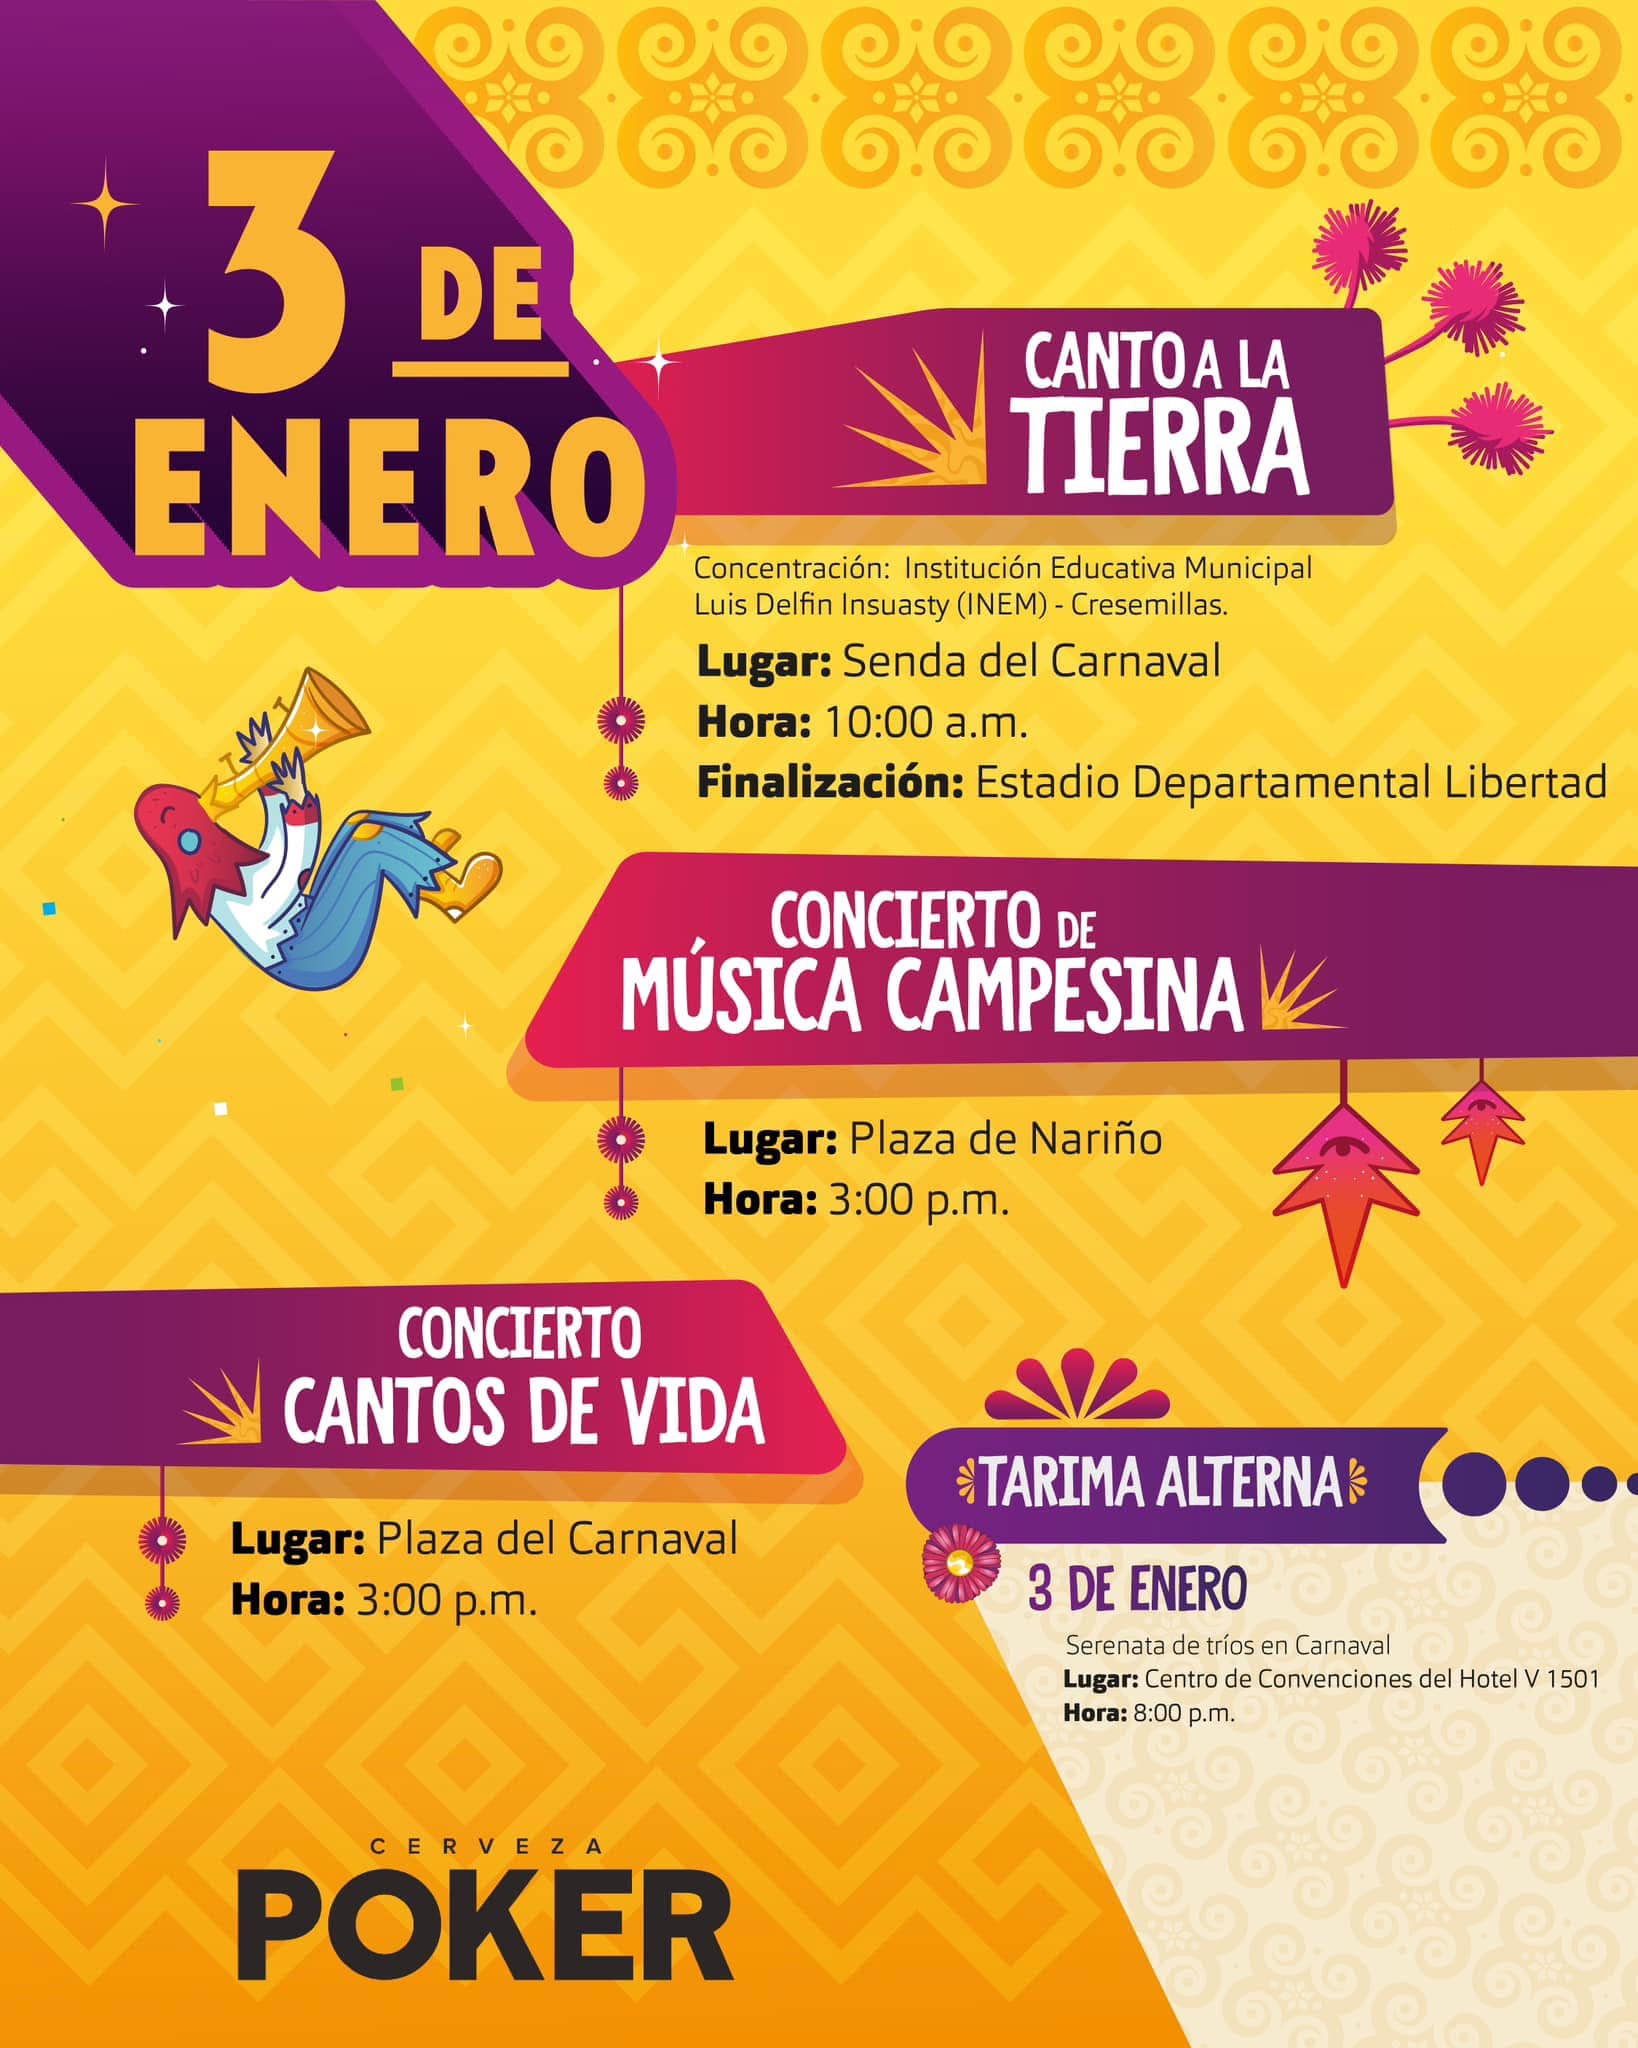 3 DE
ENERO
CANTO A LA
TIERRA
Concentración: Institución Educativa Municipal
Luis Delfin Insuasty (INEM) - Cresemillas.
Lugar: Senda del Carnaval
Hora: 10:00 a.m.
Finalización: Estadio Departamental Libertad
CONCIERTO DE
MÚSICA CAMPESINA
Lugar: Plaza de Nariño
Hora: 3:00 p.m.
CONCIERTO
CANTOS DE VIDA
Lugar: Plaza del Carnaval
Hora: 3:00 p.m.
TARIMA ALTERNA
3 DE ENERO
Serenata de tríos en Carnaval
Lugar: Centro de Convenciones del Hotel V 1501
Hora: 8:00 p.m.
CERVEZA
POKER